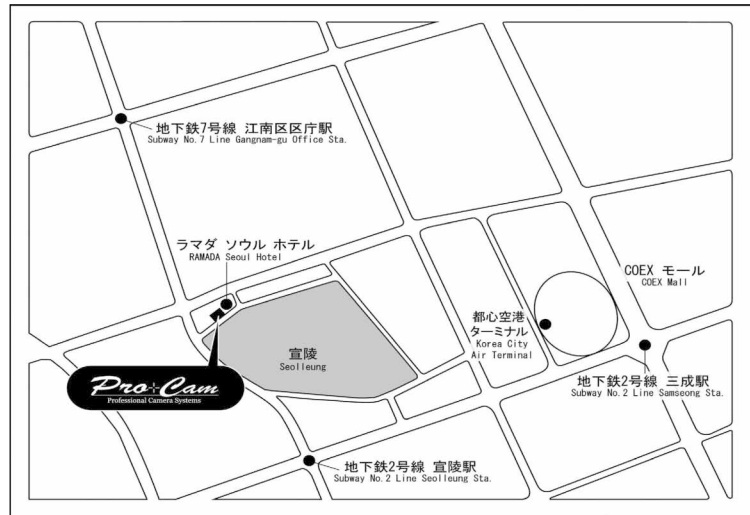 地下鉄7号線 江南区区庁駅
Subway No.7 Line Gangnam-gu Office Sta.
ラマダ ソウル ホテル
RAMADA Seoul Hotel
COEX モール
COEX Mall
都心空港
ターミナル
Korea City
Air Terminal
宣陵
Seolleung
Pro Cam
Professional Camera Systems
地下鉄2号線 三成駅
Subway No.2 Line Samseong Sta.
地下鉄2号線 宣陵駅
Subway No.2 Line Seolleung Sta.